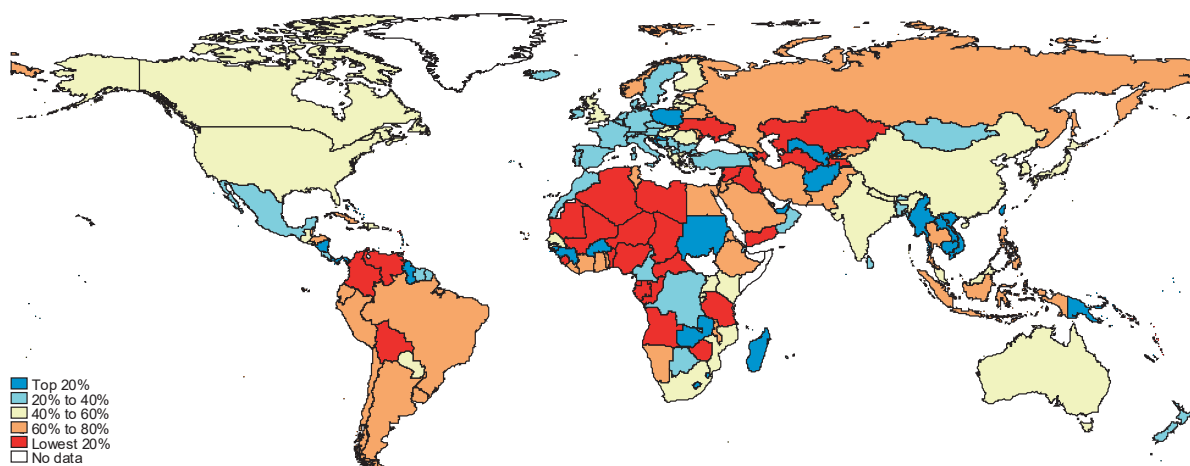 Top 20%
20% to 40%
40% to 60%
60% to 80%
Lowest 20%
No data